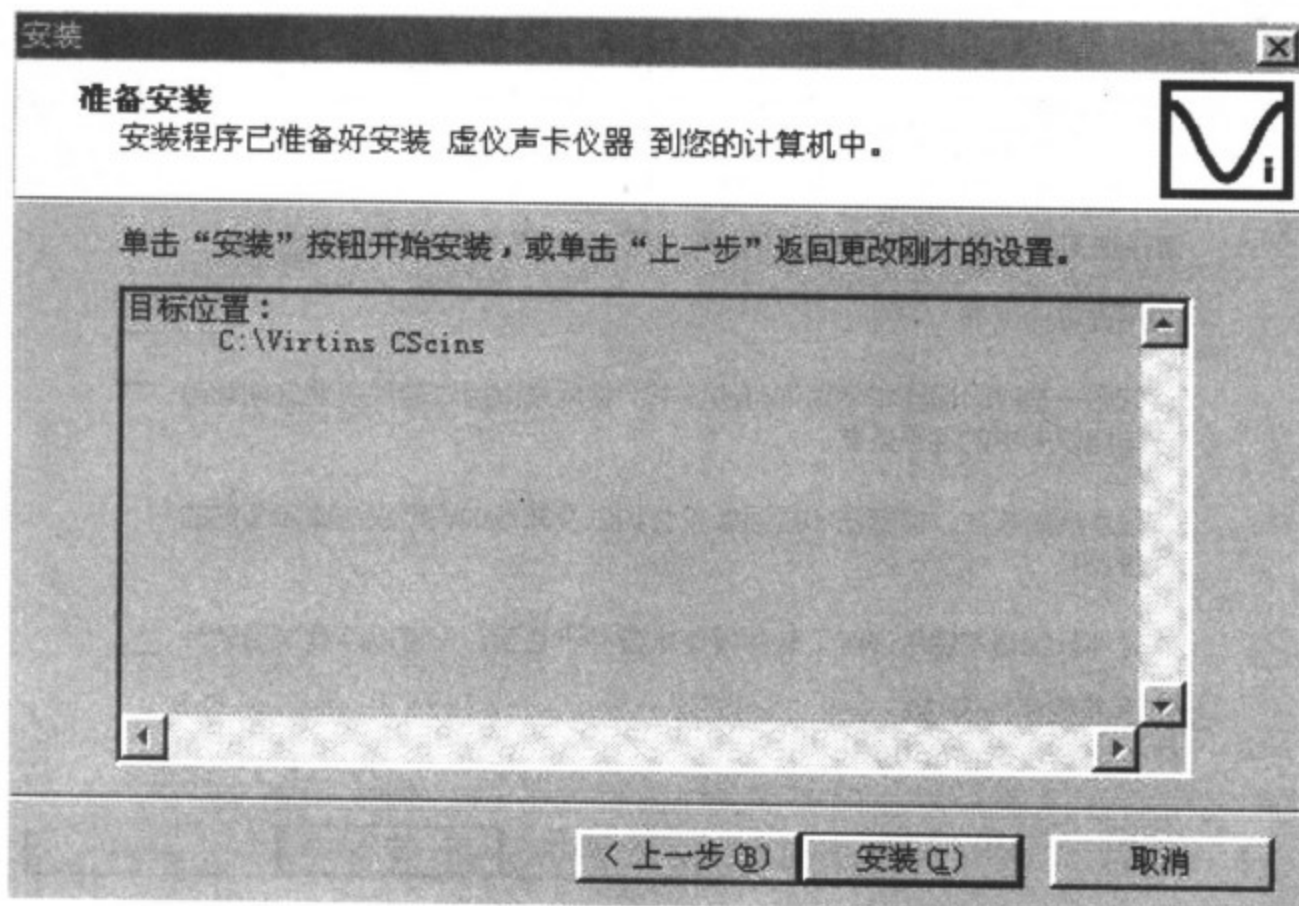 安装
准备安装
安装程序已准备好安装 虚仪声卡仪器 到您的计算机中。
i
单击“安装”按钮开始安装，或单击“上一步”返回更改刚才的设置。
目标位置：
C:\Virtins CScins
< 上一步(B)
安装(I)
取消